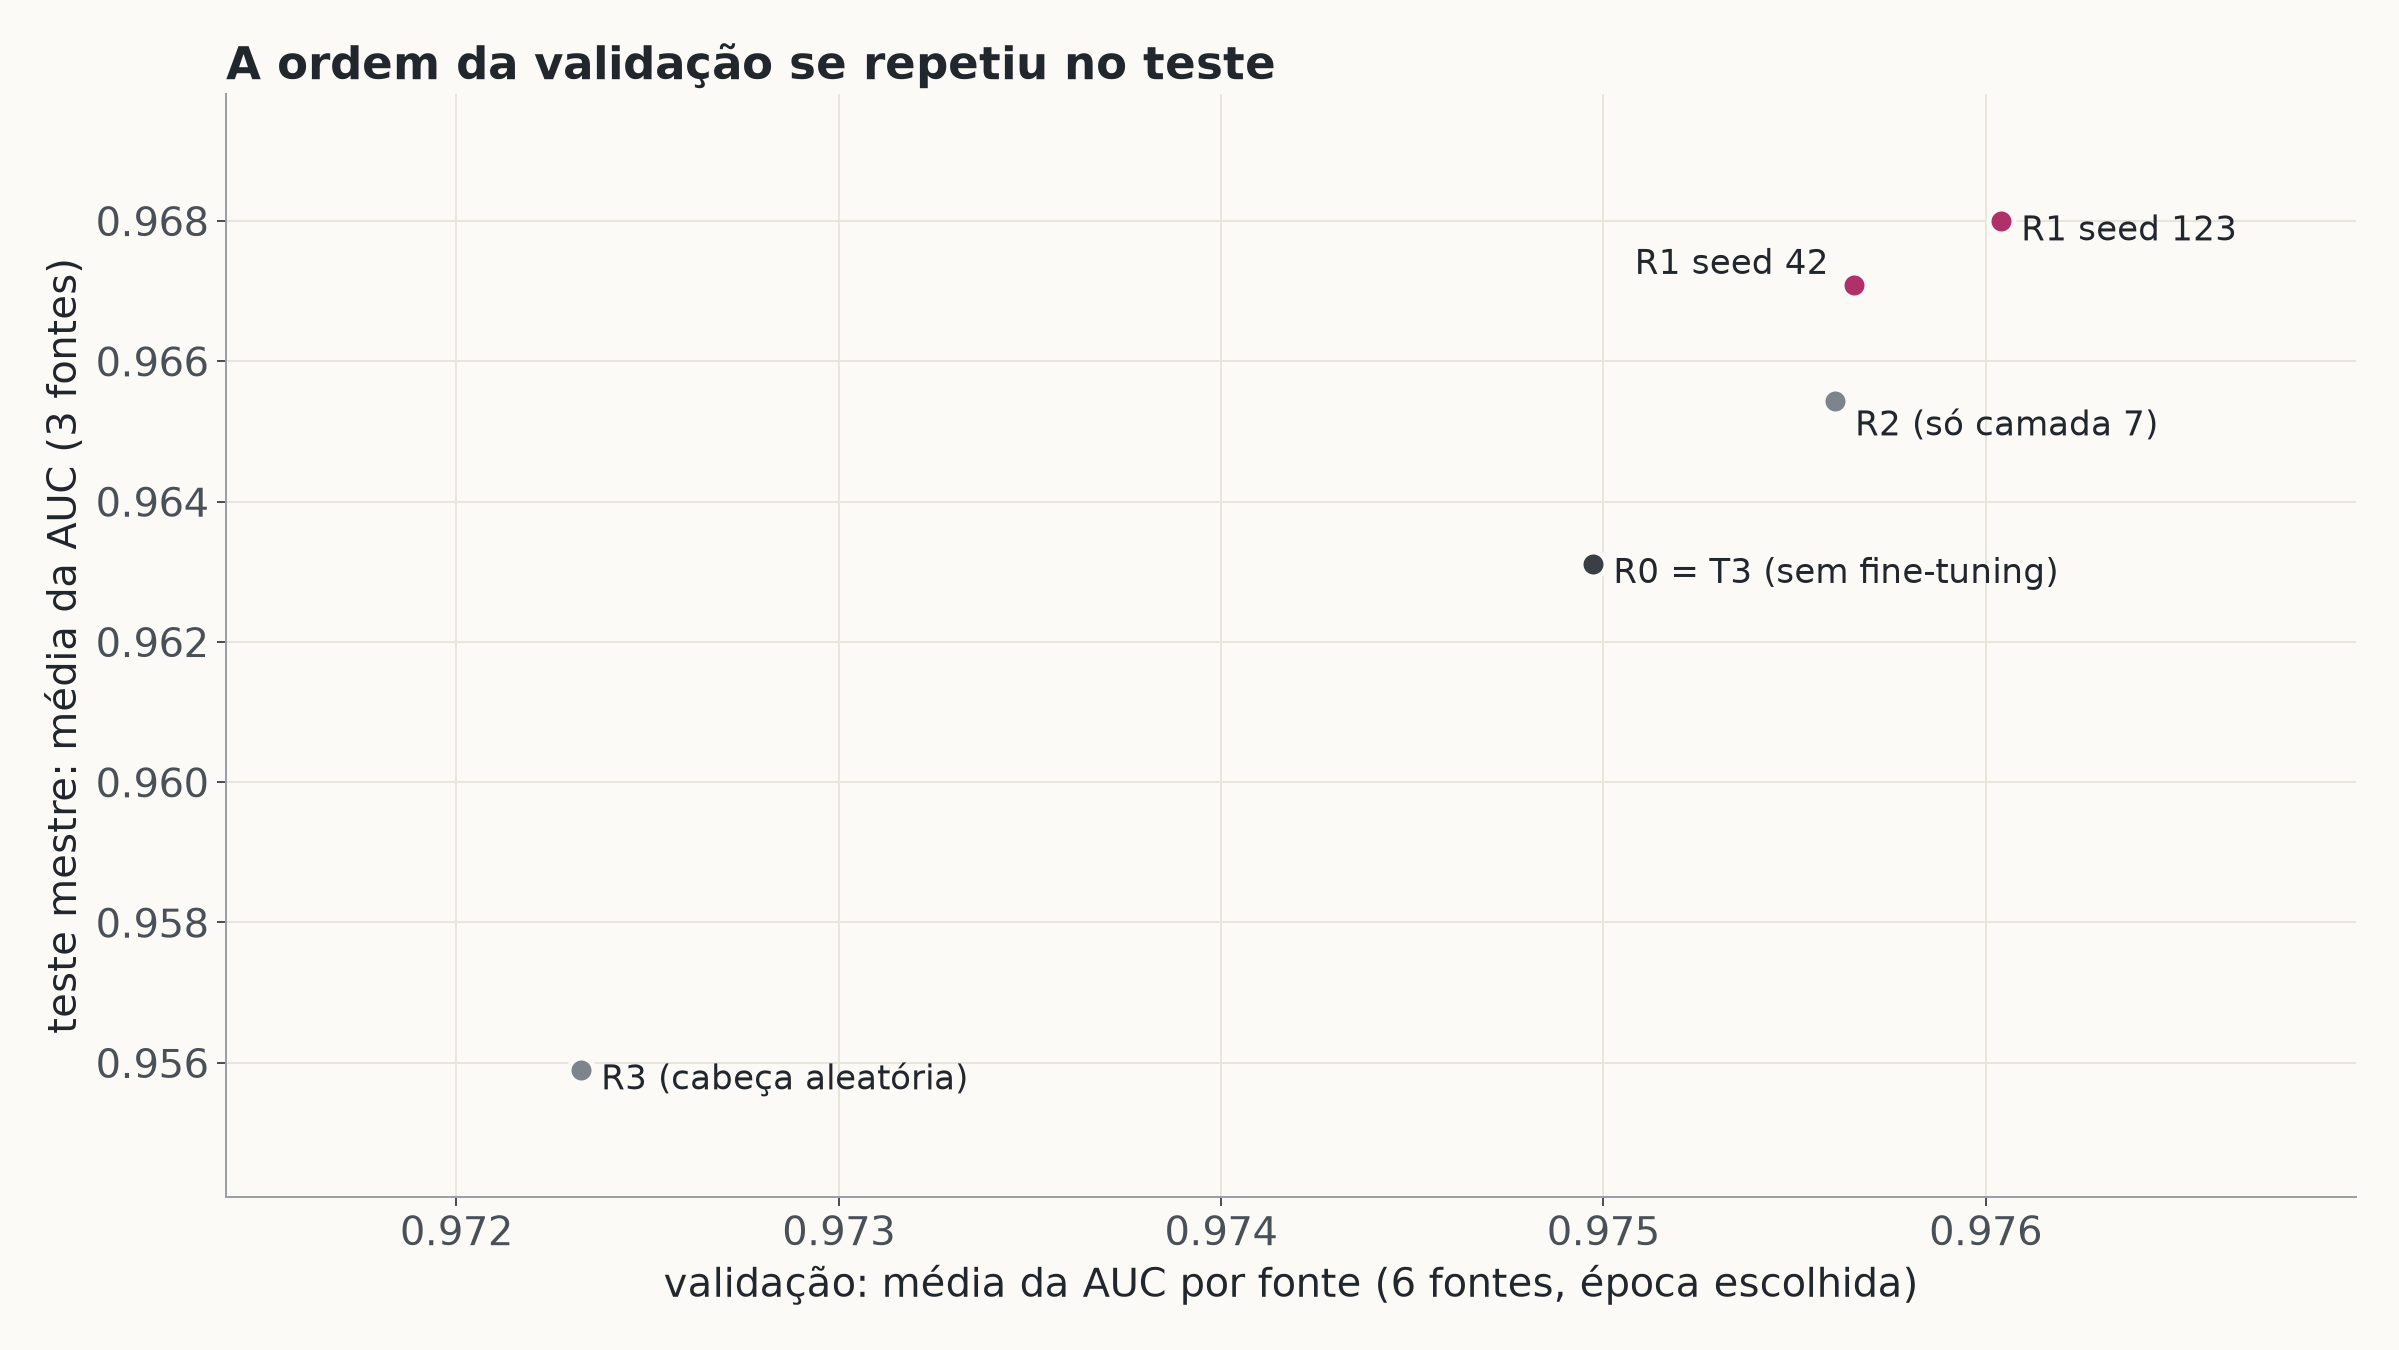 A ordem da validação se repetiu no teste
teste mestre: média da AUC (3 fontes)
0.968
0.966
0.964
0.962
0.960
0.958
0.956
R1 seed 123
R1 seed 42
R2 (só camada 7)
R0 = T3 (sem fine-tuning)
R3 (cabeça aleatória)
0.972 0.973 0.974 0.975 0.976
validação: média da AUC por fonte (6 fontes, época escolhida)